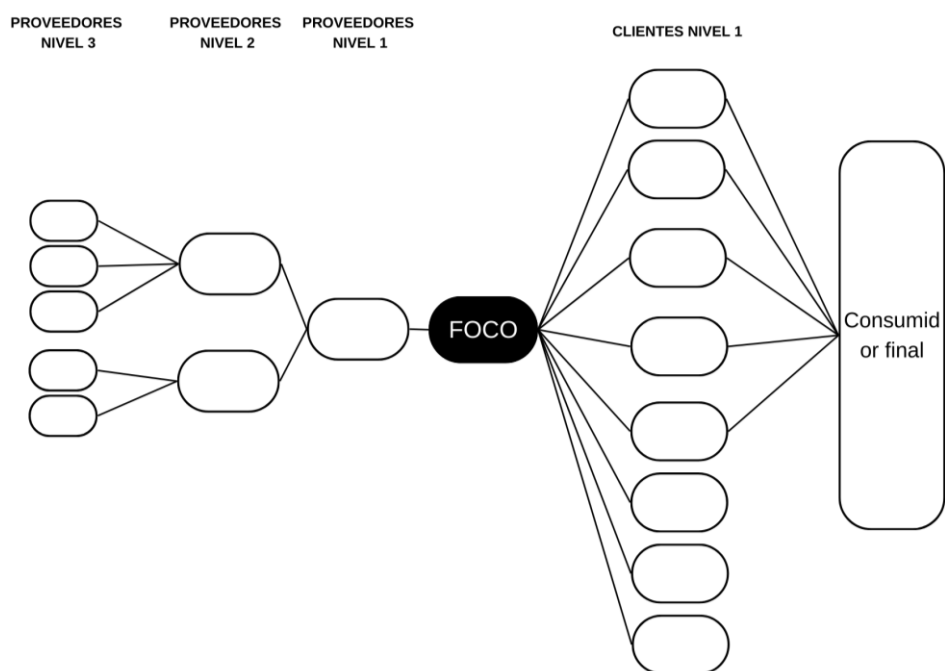 PROVEEDORES
NIVEL 3
PROVEEDORES
NIVEL 2
PROVEEDORES
NIVEL 1
CLIENTES NIVEL 1
FOCO
Consumid
or final